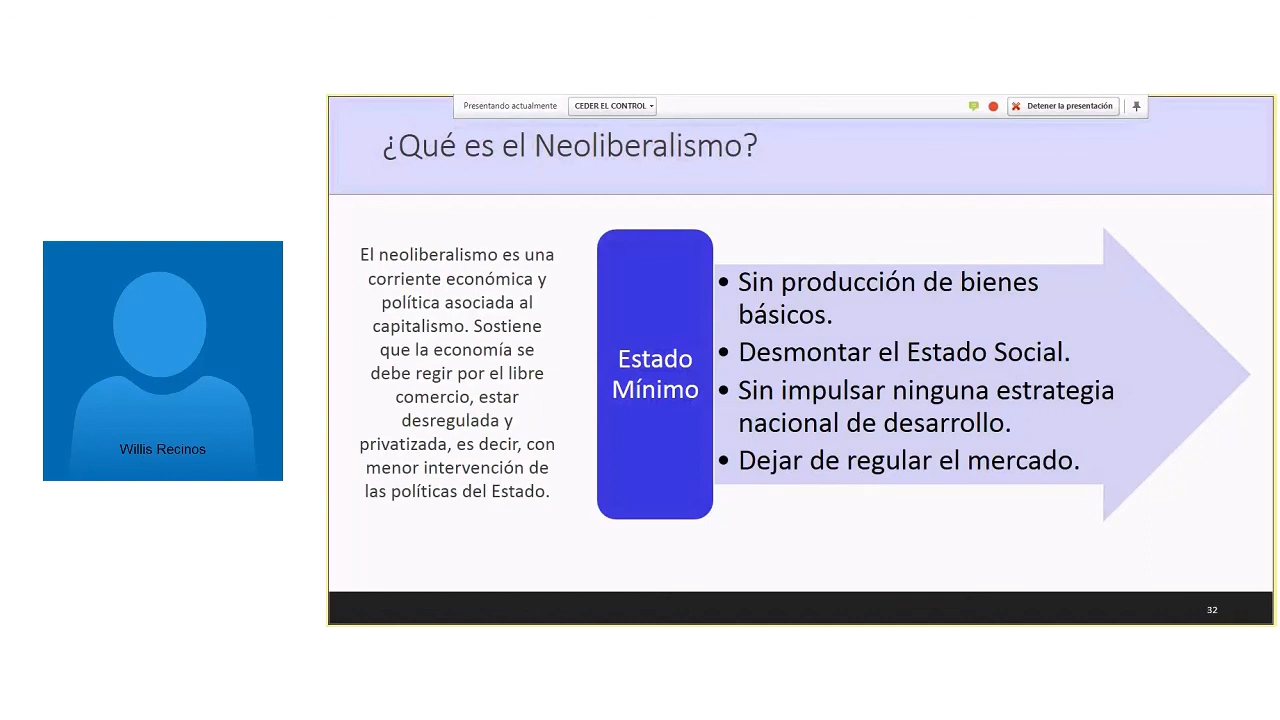 Presentando actualmente
CEDER EL CONTROL
Detener la presentación
¿Qué es el Neoliberalismo?
El neoliberalismo es una
corriente económica y
política asociada al
capitalismo. Sostiene
que la economía se
debe regir por el libre
comercio, estar
desregulada y
privatizada, es decir, con
menor intervención de
las políticas del Estado.
Estado
Mínimo
• Sin producción de bienes
básicos.
• Desmontar el Estado Social.
• Sin impulsar ninguna estrategia
nacional de desarrollo.
• Dejar de regular el mercado.
Willis Recinos
32